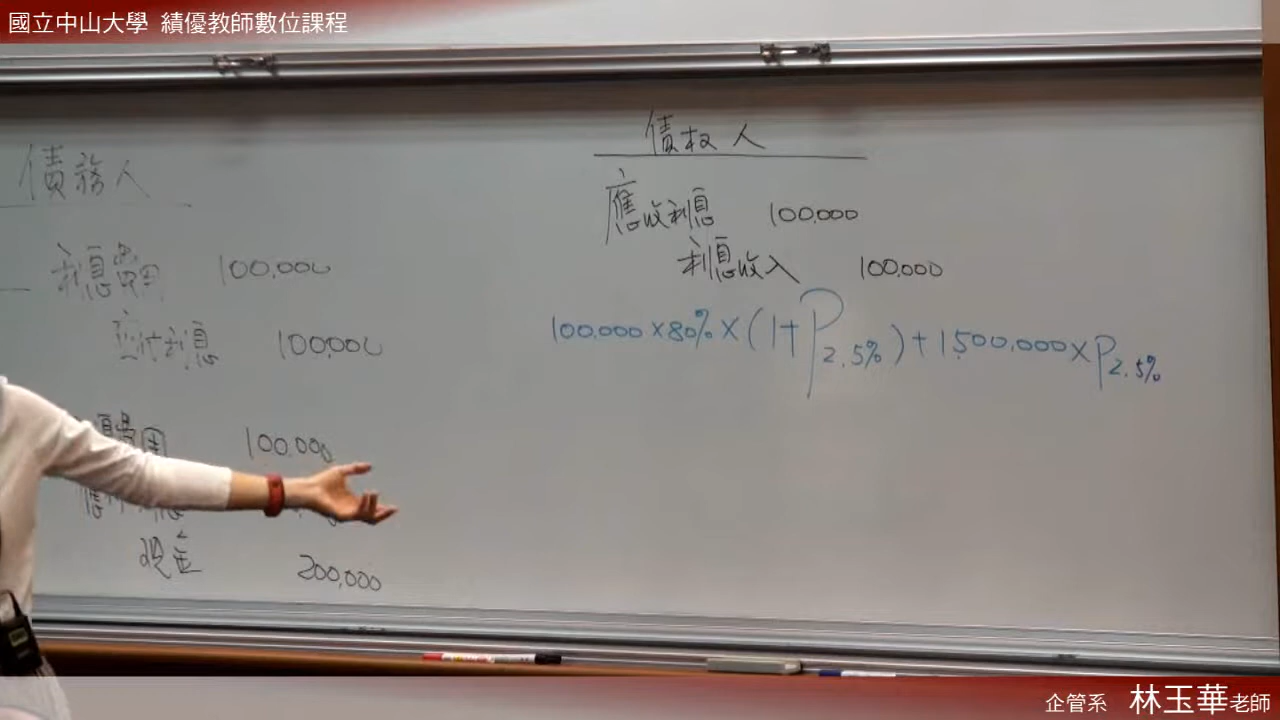 國立中山大學 績優教師數位課程
債務人
利息費用 100,000
應付利息 100,000
利息費用 100,000
現金 200,000
債权人
應收利息 100,000
利息收入 100,000
100,000×80%×(1+P2.5%)+1,500,000×P2.5%
企管系 林玉華老師